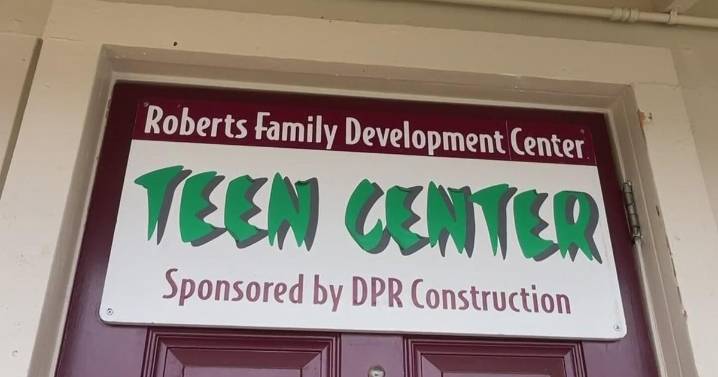 Roberts Family Development Center
TEEN CENTER
Sponsored by DPR Construction